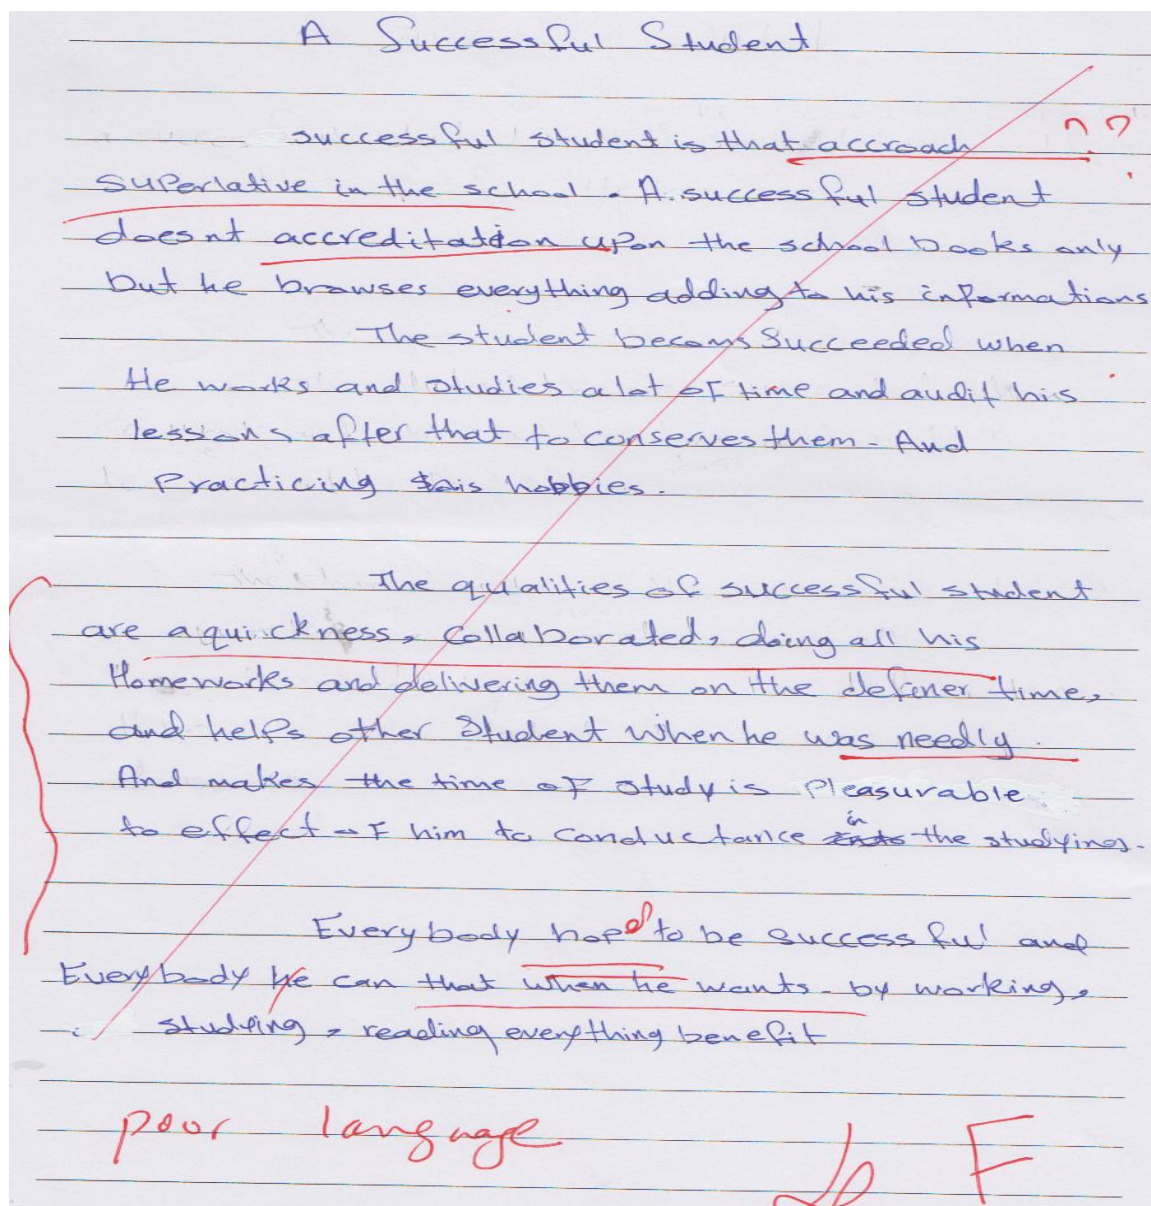 A Successful Student
? ?
successful student is that accroach
superlative in the school. A successful student
doesnt accreditation upon the school books only
but he browses everything adding to his informations
The student becoms Succeeded when
He works and studies alot of time and audit his
lessons after that to conserves them. And
Practicing his hobbies.
The qualities of successful student
are aquickness, collaborated, doing all his
Homeworks and delivering them on the definer time,
and helps other Student when he was needly.
And makes the time of study is Pleasurable
to effect of him to conductance in the studying.
Everybody hop to be successful and
Everybody he can that when he wants. by working,
studying, reading everything benefit
poor language
F